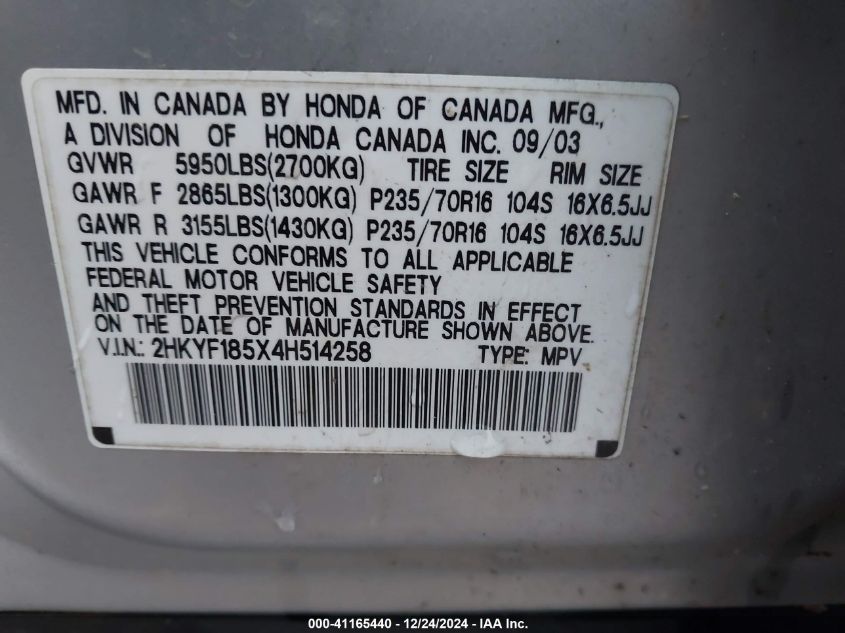 MFD. IN CANADA BY HONDA OF CANADA MFG.,
A DIVISION OF HONDA CANADA INC. 09/03
GVWR 5950LBS(2700KG) TIRE SIZE RIM SIZE
GAWR F 2865LBS(1300KG) P235/70R16 104S 16X6.5JJ
GAWR R 3155LBS(1430KG) P235/70R16 104S 16X6.5JJ
THIS VEHICLE CONFORMS TO ALL APPLICABLE
FEDERAL MOTOR VEHICLE SAFETY
AND THEFT PREVENTION STANDARDS IN EFFECT
ON THE DATE OF MANUFACTURE SHOWN ABOVE.
V.I.N.: 2HKYF185X4H514258 TYPE: MPV
000-41165440 - 12/24/2024 - IAA Inc.